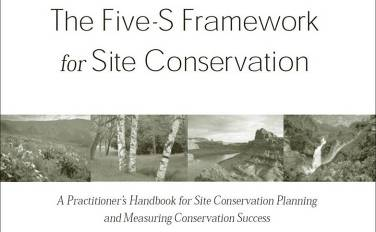 The Five-S Framework
for Site Conservation
A Practitioner's Handbook for Site Conservation Planning
and Measuring Conservation Success